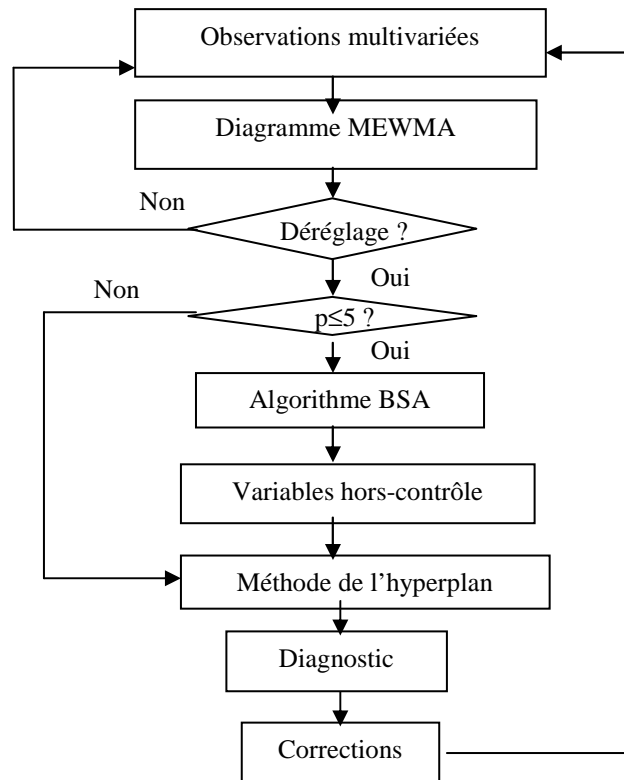 Observations multivariées
Diagramme MEWMA
Non
Déréglage ?
Oui
Non
p≤5 ?
Oui
Algorithme BSA
Variables hors-contrôle
Méthode de l’hyperplan
Diagnostic
Corrections